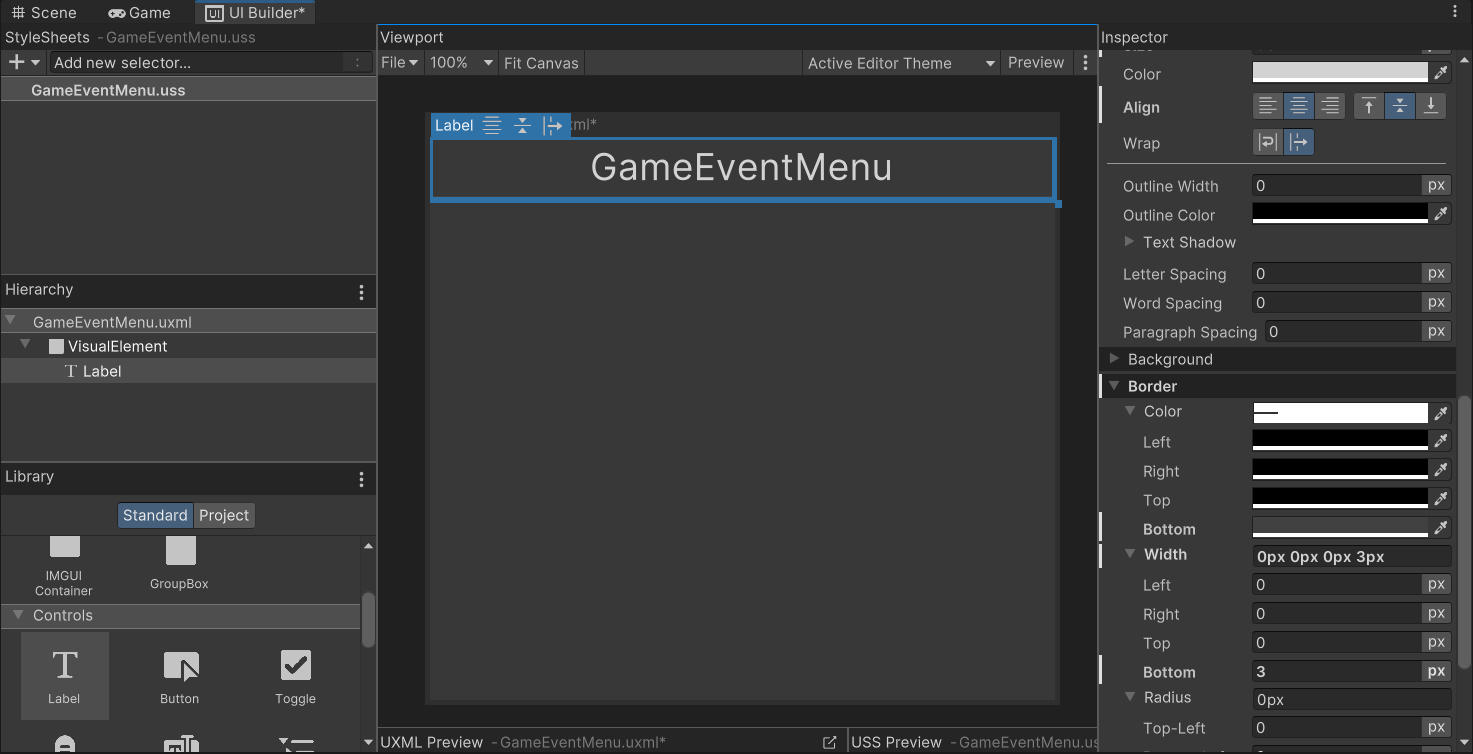 Scene
Game
UI Builder*
StyleSheets - GameEventMenu.uss
Add new selector...
GameEventMenu.uss
Hierarchy
GameEventMenu.uxml
VisualElement
Label
Library
Standard
Project
IMGUI
Container
GroupBox
Controls
Label
Button
Toggle
Viewport
File
100%
Fit Canvas
Active Editor Theme
Preview
Label
xml*
GameEventMenu
UXML Preview - GameEventMenu.uxml*
USS Preview - GameEventMenu.us
Inspector
Color
Align
Wrap
Outline Width 0 px
Outline Color
Text Shadow
Letter Spacing 0 px
Word Spacing 0 px
Paragraph Spacing 0 px
Background
Border
Color
Left
Right
Top
Bottom
Width 0px 0px 0px 3px
Left 0 px
Right 0 px
Top 0 px
Bottom 3 px
Radius 0px
Top-Left 0 px